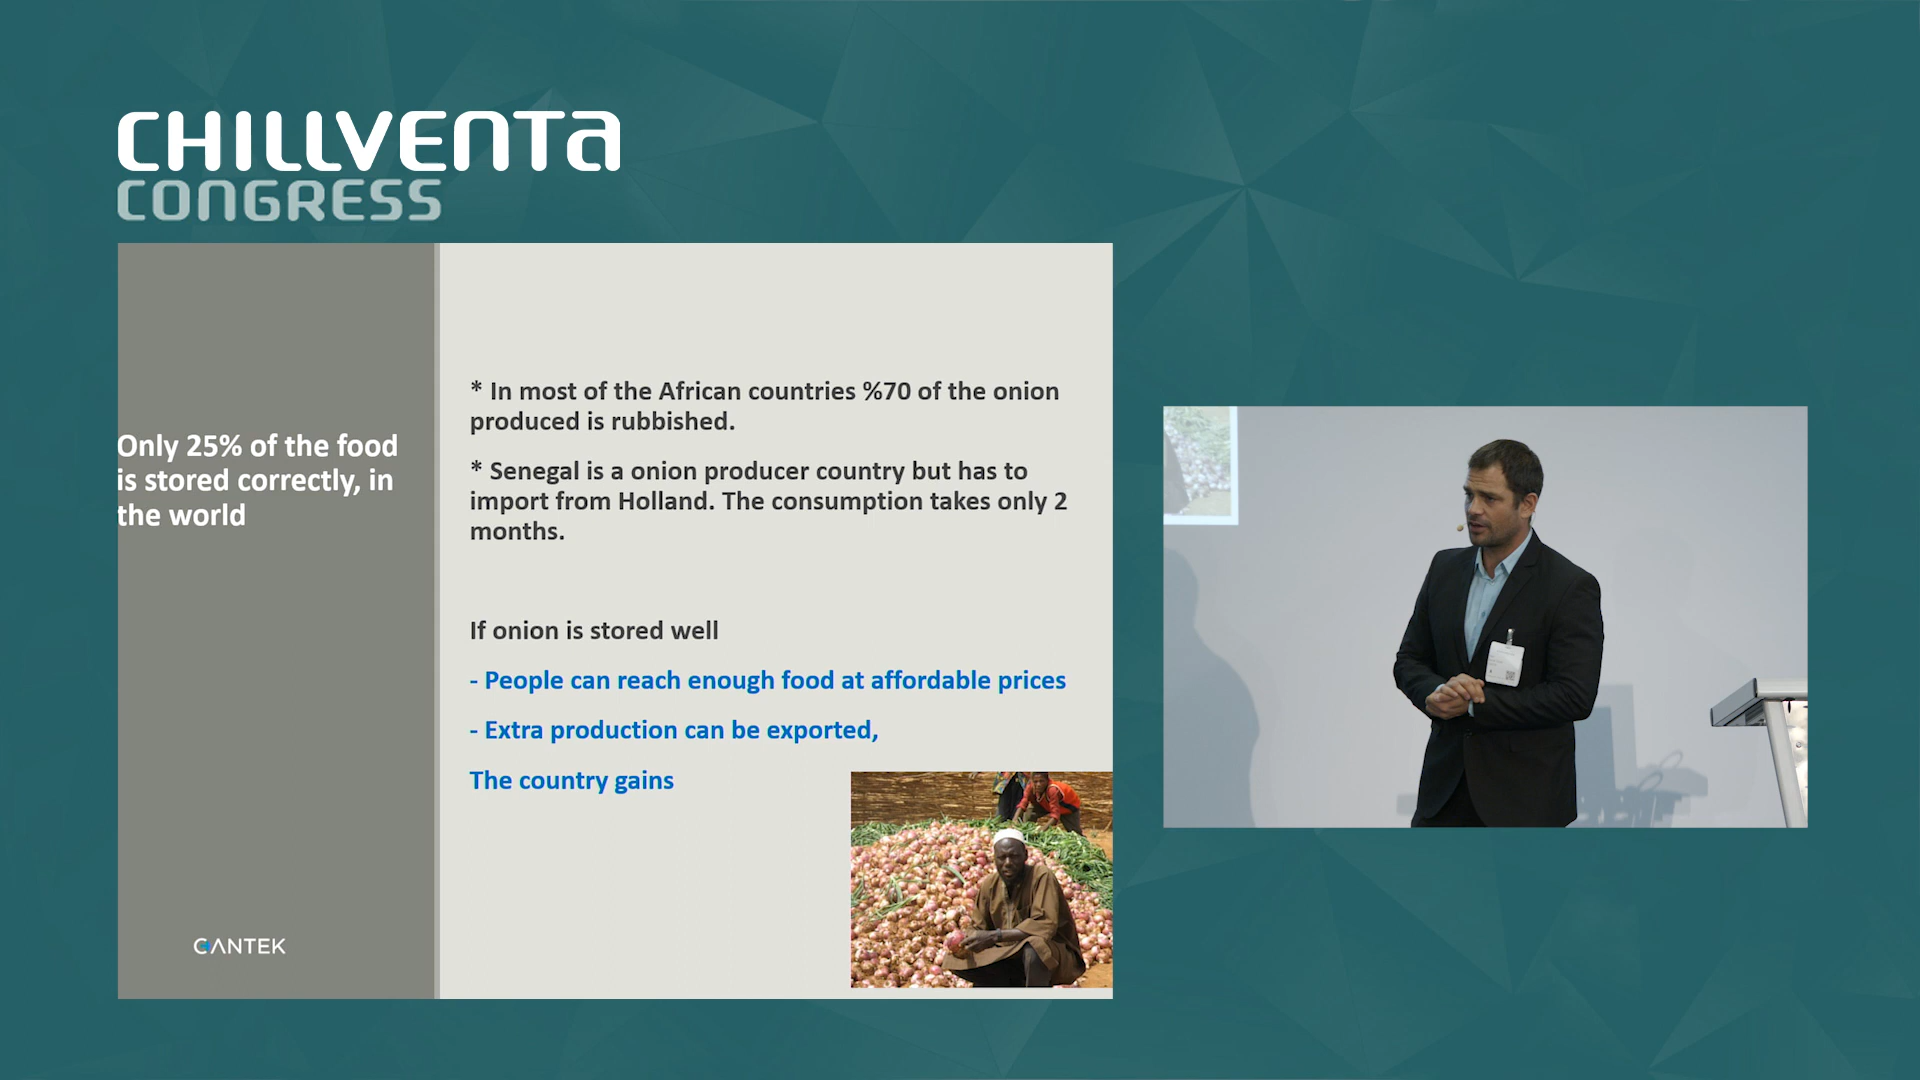 CHILLVENTA
CONGRESS
Only 25% of the food
is stored correctly, in
the world
* In most of the African countries %70 of the onion
produced is rubbished.
* Senegal is a onion producer country but has to
import from Holland. The consumption takes only 2
months.
If onion is stored well
- People can reach enough food at affordable prices
- Extra production can be exported,
The country gains
CANTEK